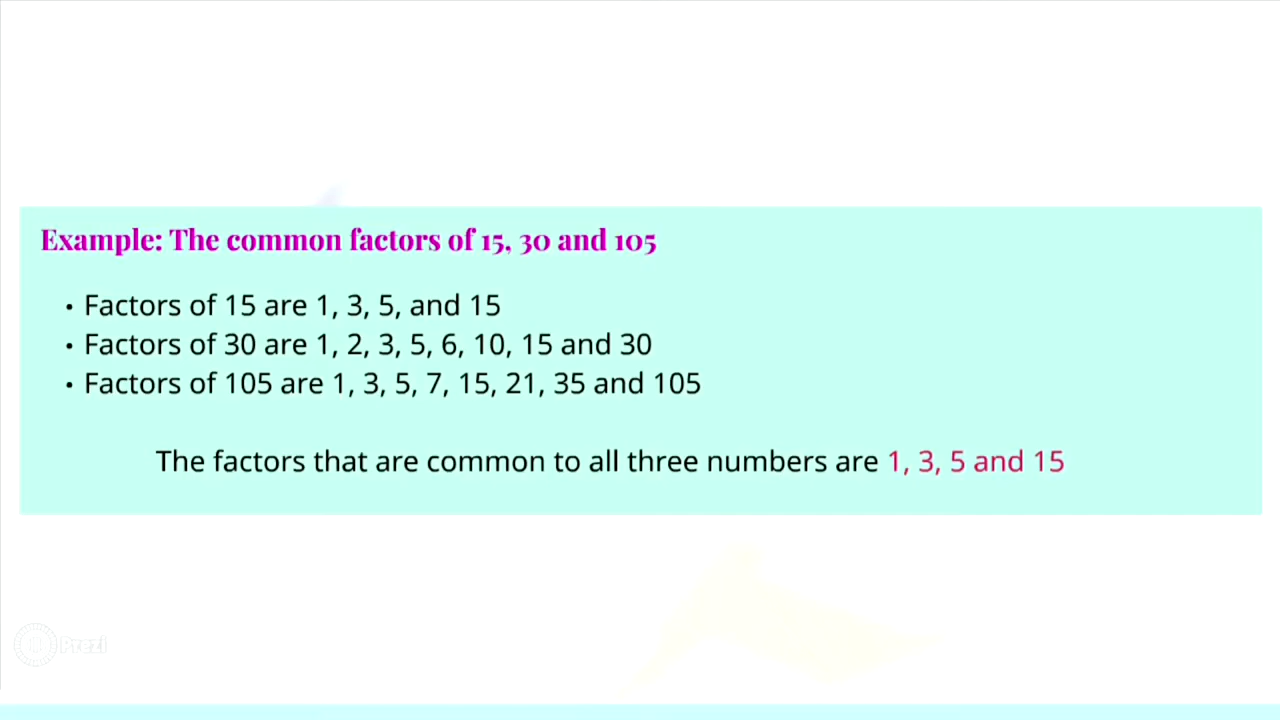 Example: The common factors of 15, 30 and 105
• Factors of 15 are 1, 3, 5, and 15
• Factors of 30 are 1, 2, 3, 5, 6, 10, 15 and 30
• Factors of 105 are 1, 3, 5, 7, 15, 21, 35 and 105
The factors that are common to all three numbers are 1, 3, 5 and 15
Prezi